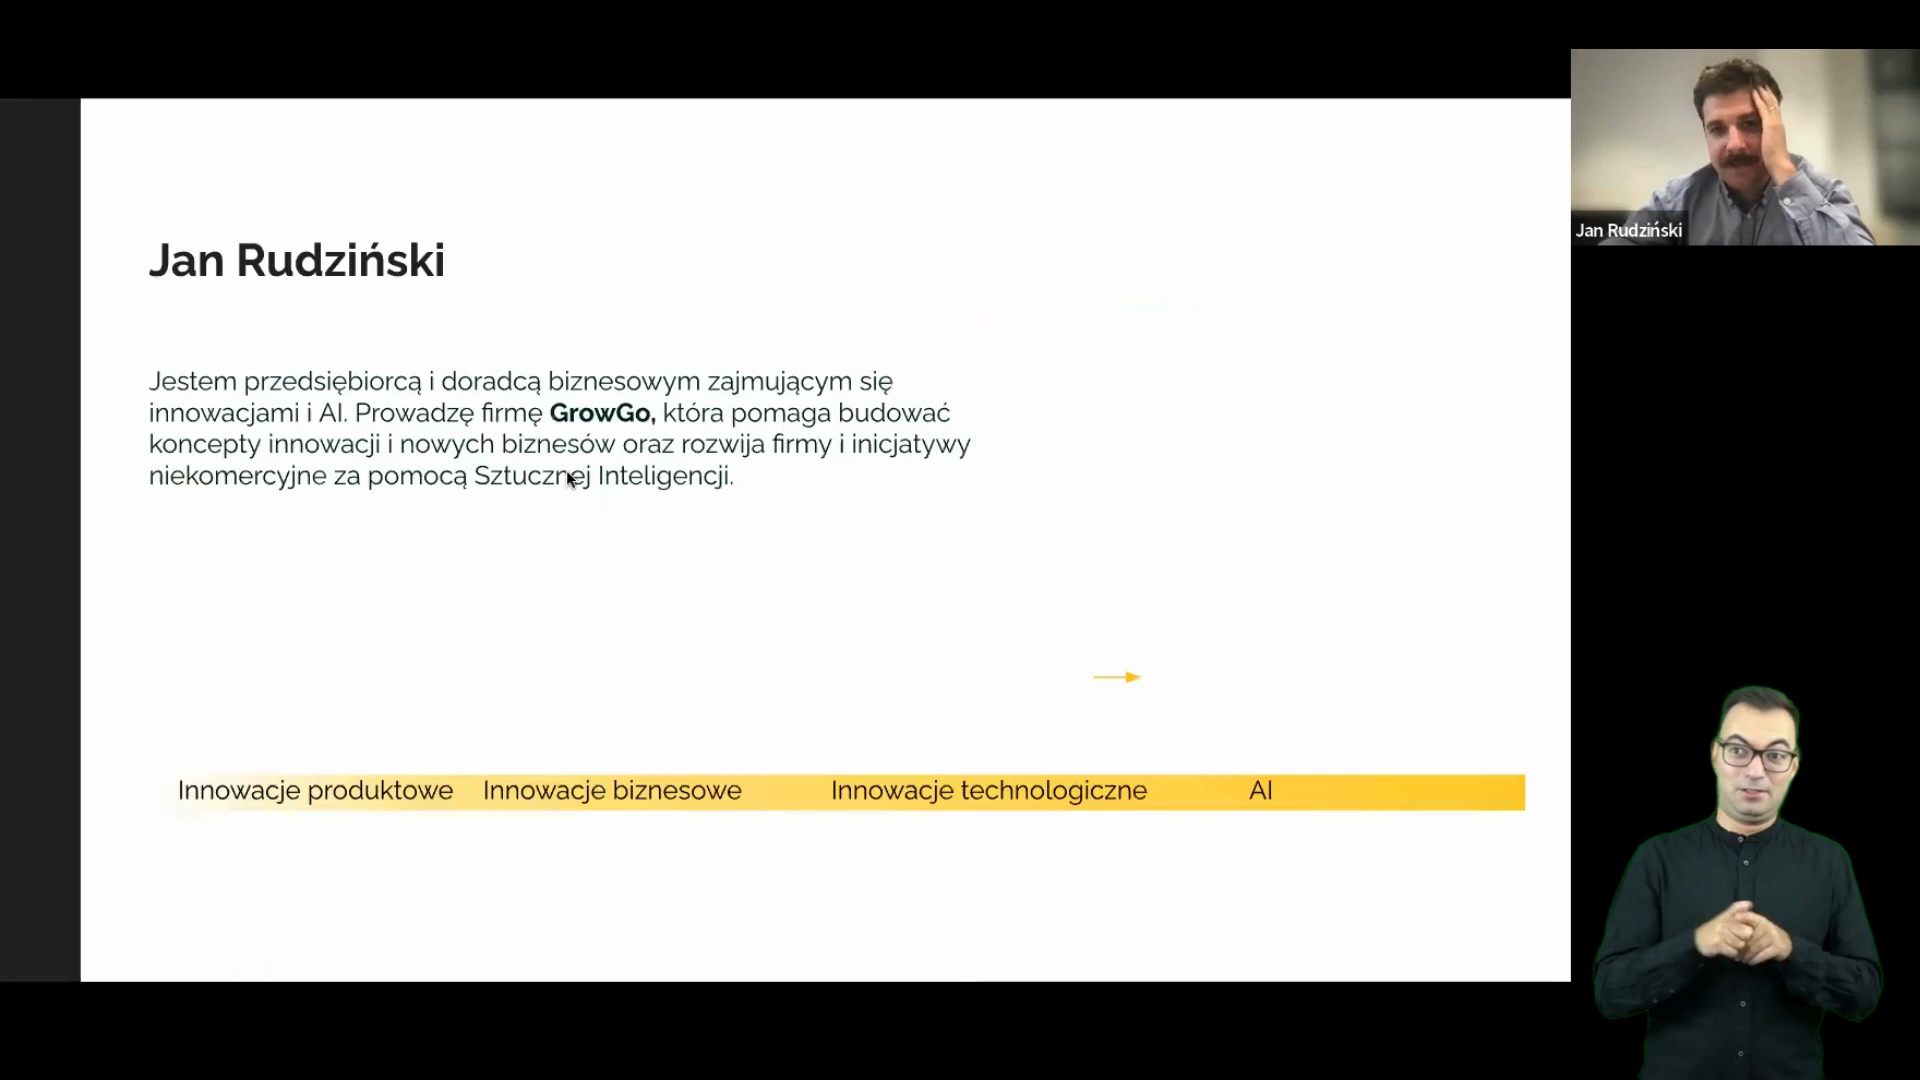 Jan Rudziński
Jestem przedsiębiorcą i doradcą biznesowym zajmującym się
innowacjami i AI. Prowadzę firmę GrowGo, która pomaga budować
koncepty innowacji i nowych biznesów oraz rozwija firmy i inicjatywy
niekomercyjne za pomocą Sztucznej Inteligencji.
Innowacje produktowe Innowacje biznesowe Innowacje technologiczne AI
Jan Rudziński